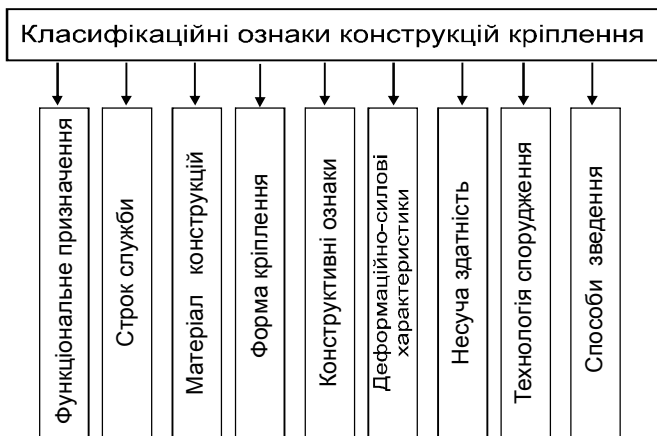 Класифікаційні ознаки конструкцій кріплення
Функціональне призначення
Строк служби
Матеріал конструкцій
Форма кріплення
Конструктивні ознаки
Деформаційно-силові
характеристики
Несуча здатність
Технологія спорудження
Способи зведення